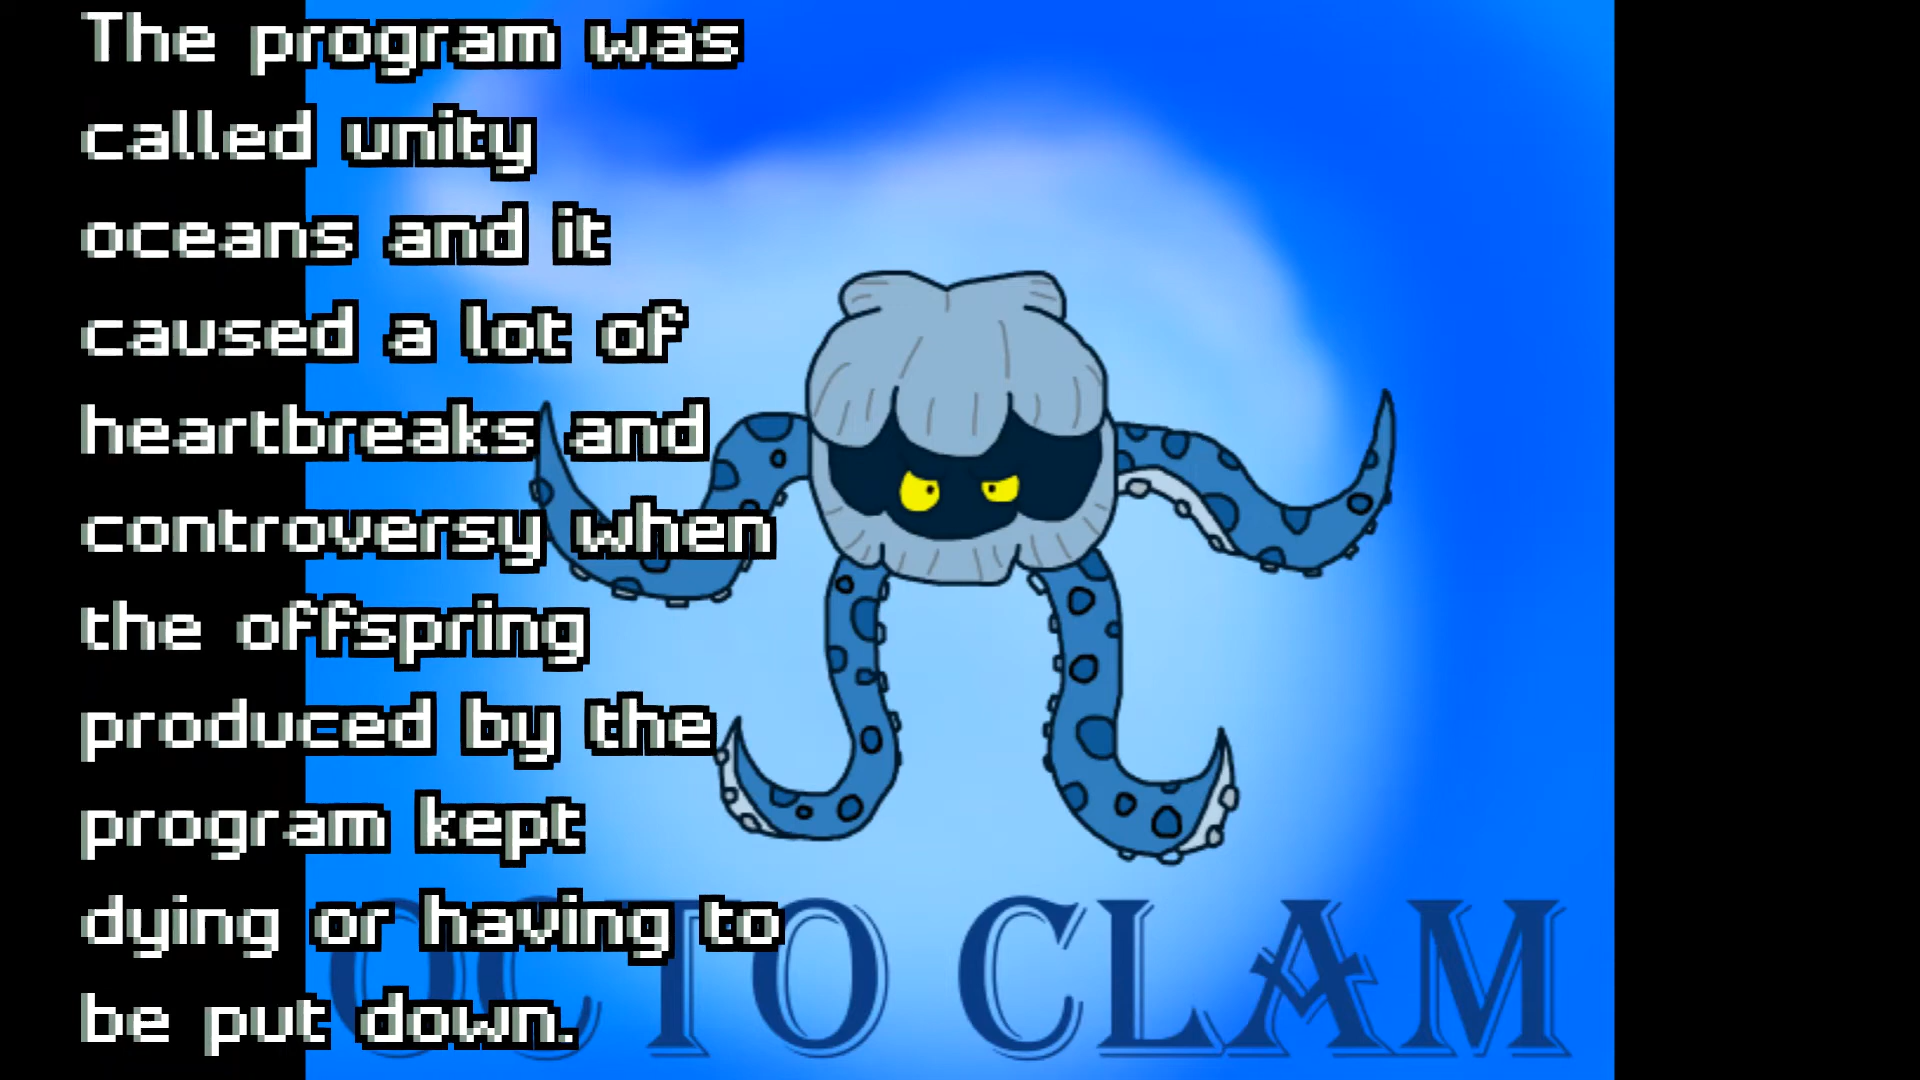 The program was
called unity
oceans and it
caused a lot of
heartbreaks and
controversy when
the offspring
produced by the
program kept
dying or having to
be put down.
OCTO CLAM